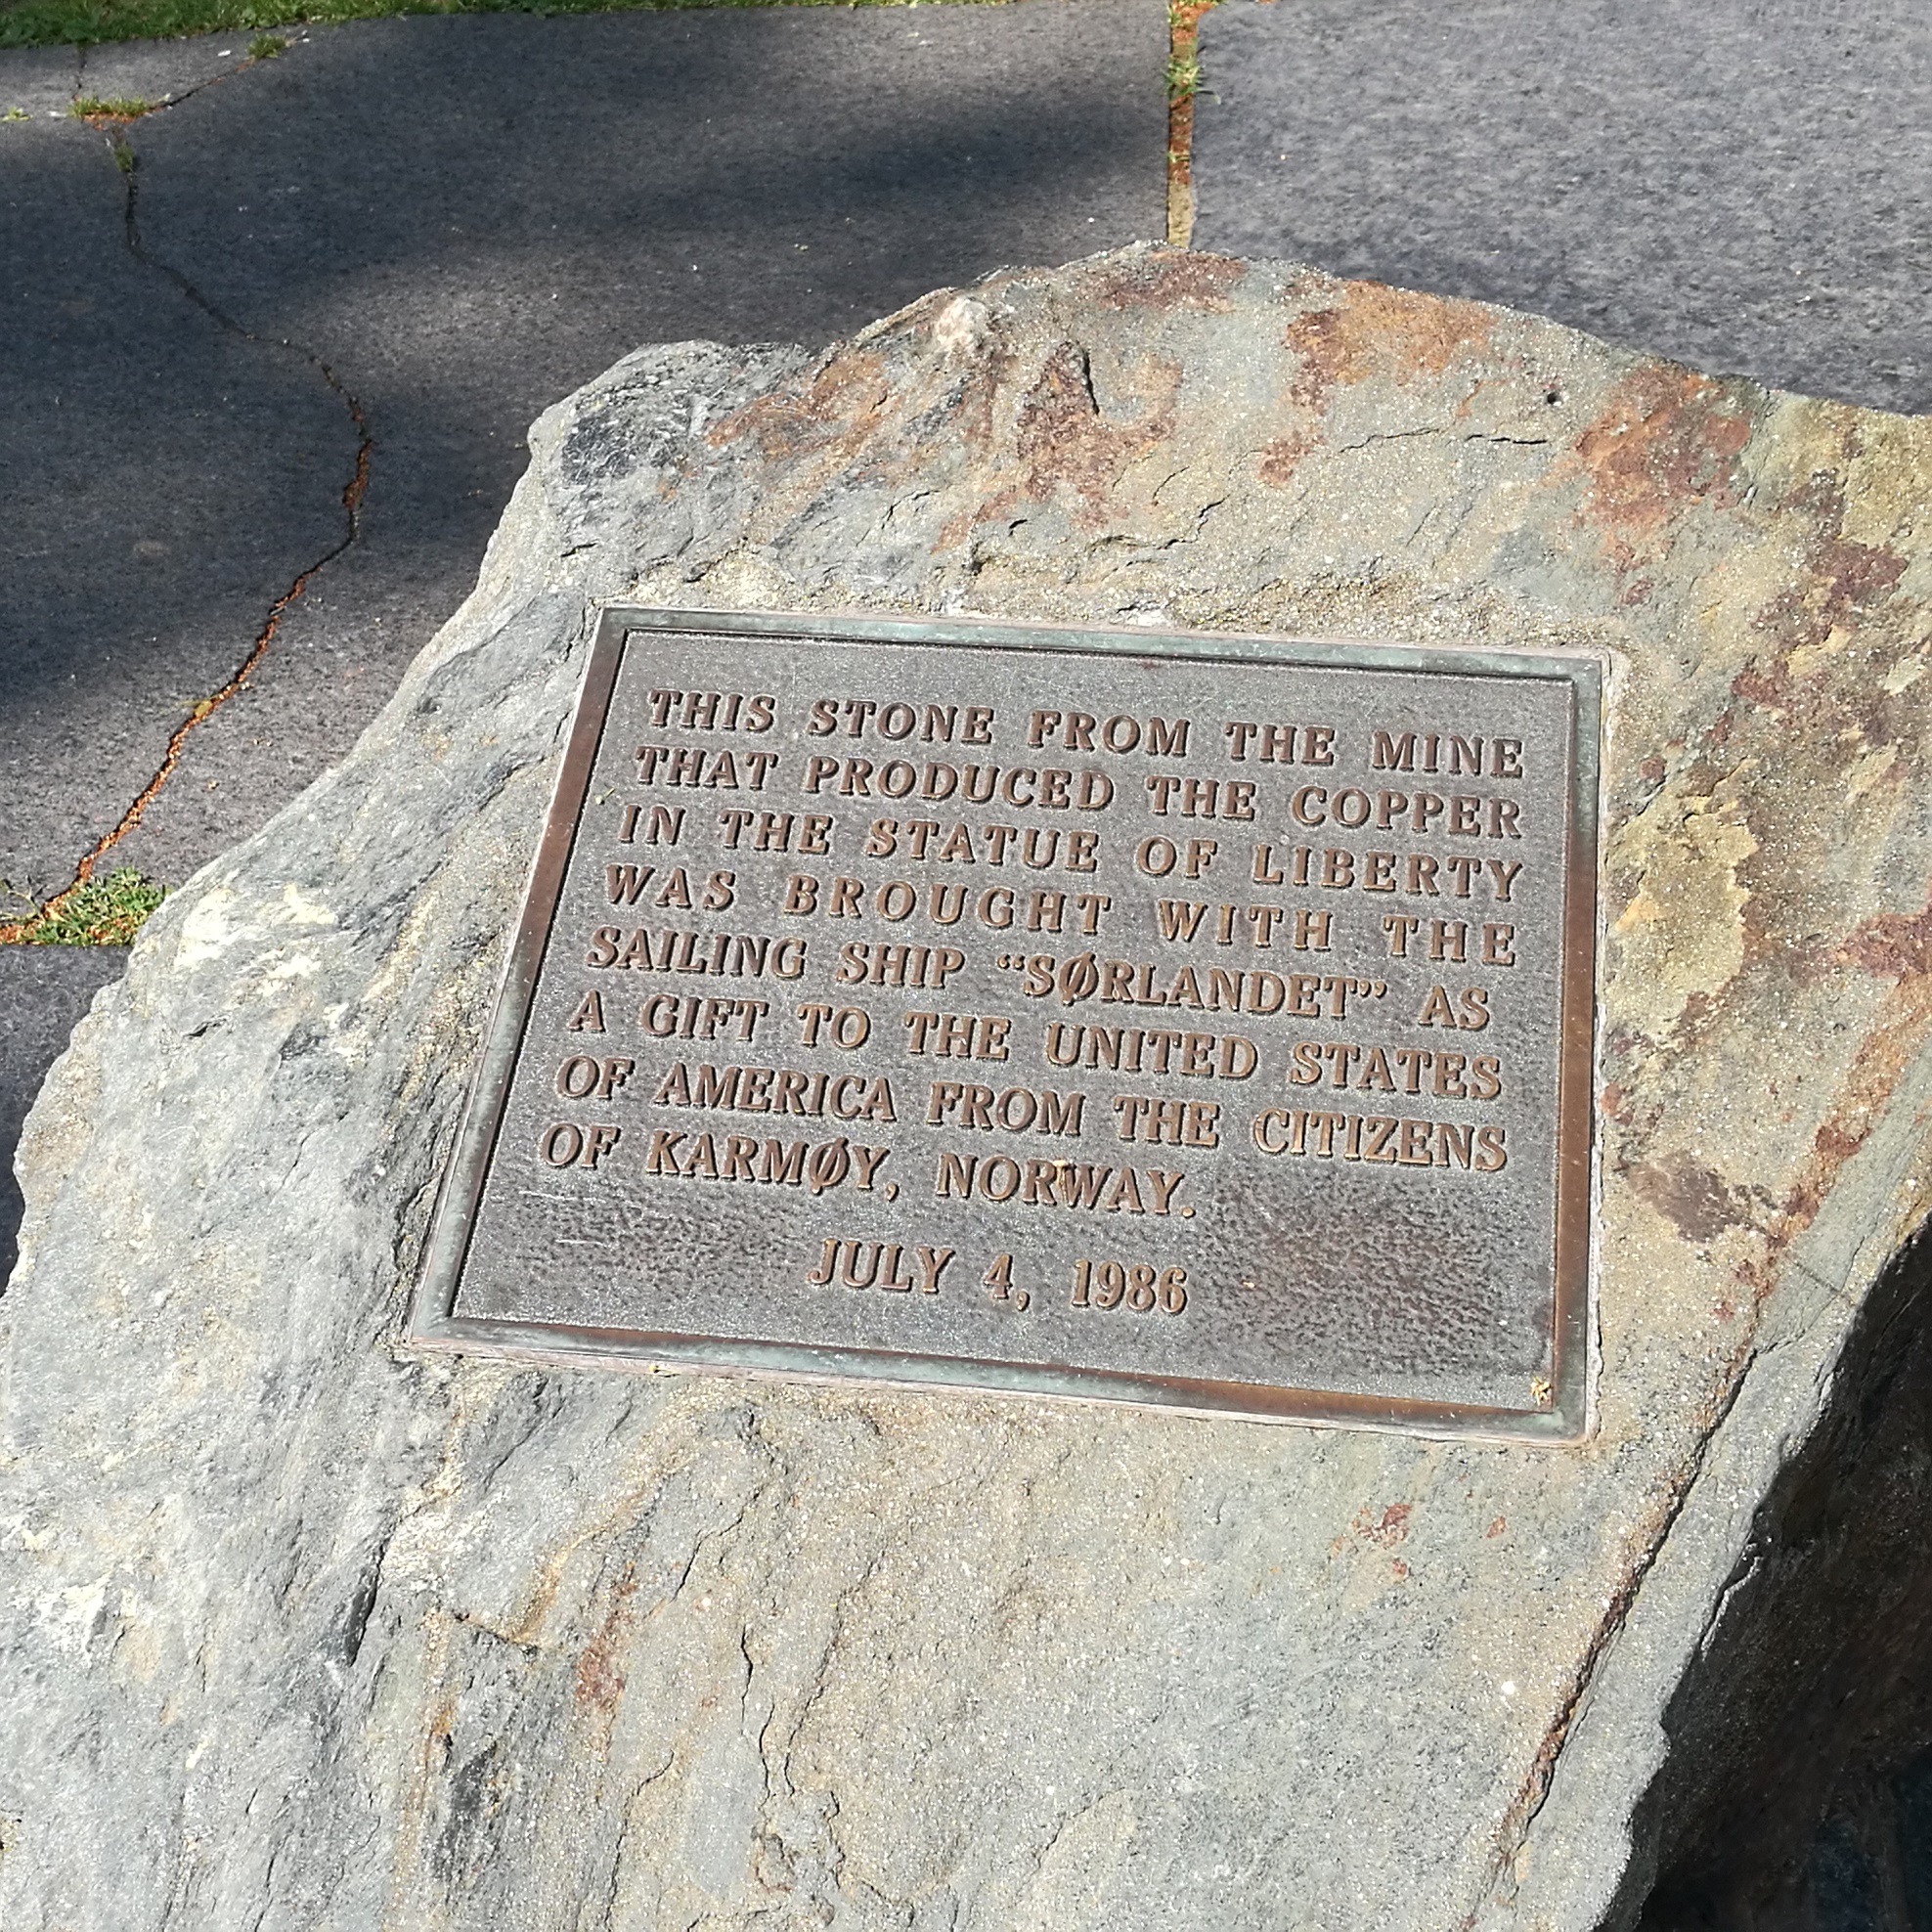 THIS STONE FROM THE MINE
THAT PRODUCED THE COPPER
IN THE STATUE OF LIBERTY
WAS BROUGHT WITH THE
SAILING SHIP “SØRLANDET” AS
A GIFT TO THE UNITED STATES
OF AMERICA FROM THE CITIZENS
OF KARMØY, NORWAY.
JULY 4, 1986